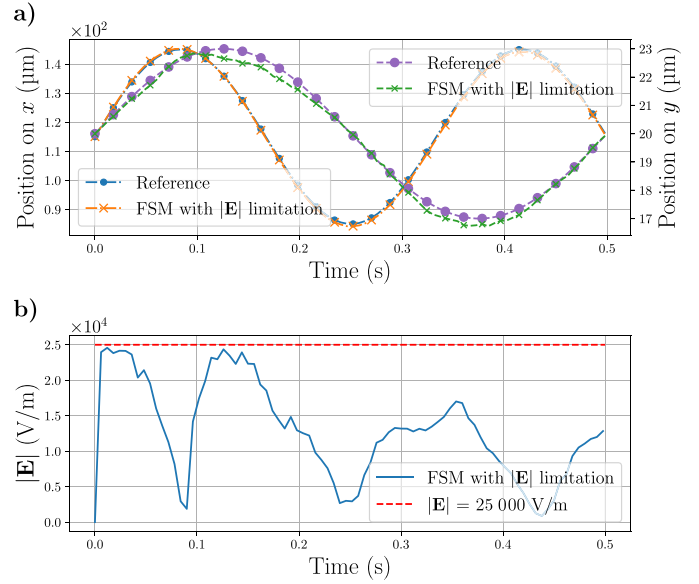 a)
×10²
1.4
1.3
1.2
1.1
1.0
0.9
Position on x (µm)
23
22
21
20
19
18
17
Position on y (µm)
Reference
FSM with |E| limitation
Reference
FSM with |E| limitation
0.0 0.1 0.2 0.3 0.4 0.5
Time (s)
b)
×10⁴
2.5
2.0
1.5
1.0
0.5
0.0
|E| (V/m)
FSM with |E| limitation
|E| = 25 000 V/m
0.0 0.1 0.2 0.3 0.4 0.5
Time (s)